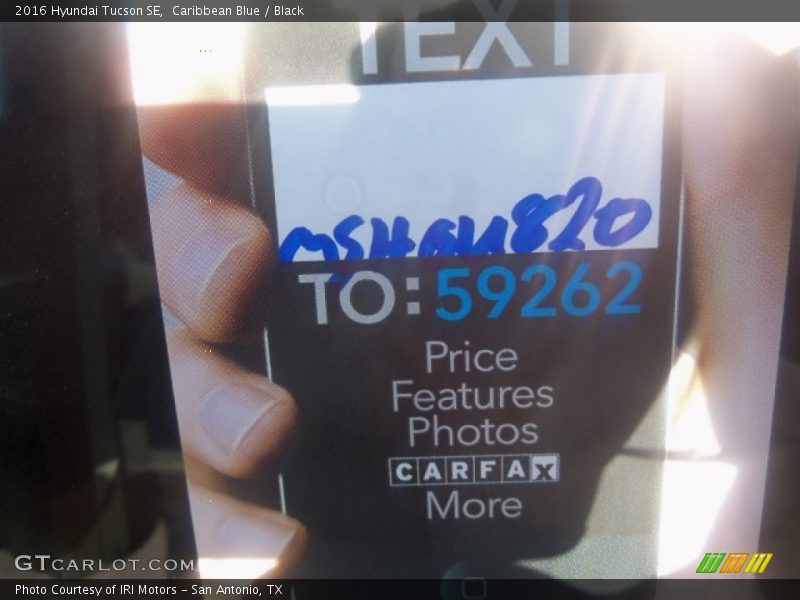 2016 Hyundai Tucson SE, Caribbean Blue / Black
TEXT
TO: 59262
Price
Features
Photos
CARFAX
More
GTCARLOT.COM
Photo Courtesy of IRI Motors - San Antonio, TX